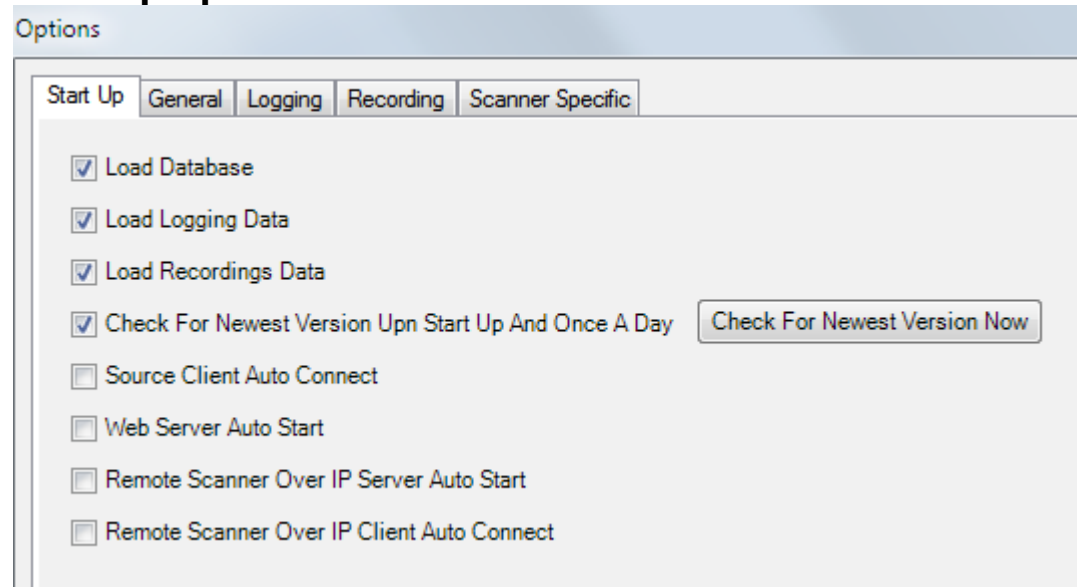 Options
Start Up General Logging Recording Scanner Specific
Load Database
Load Logging Data
Load Recordings Data
Check For Newest Version Upn Start Up And Once A Day Check For Newest Version Now
Source Client Auto Connect
Web Server Auto Start
Remote Scanner Over IP Server Auto Start
Remote Scanner Over IP Client Auto Connect